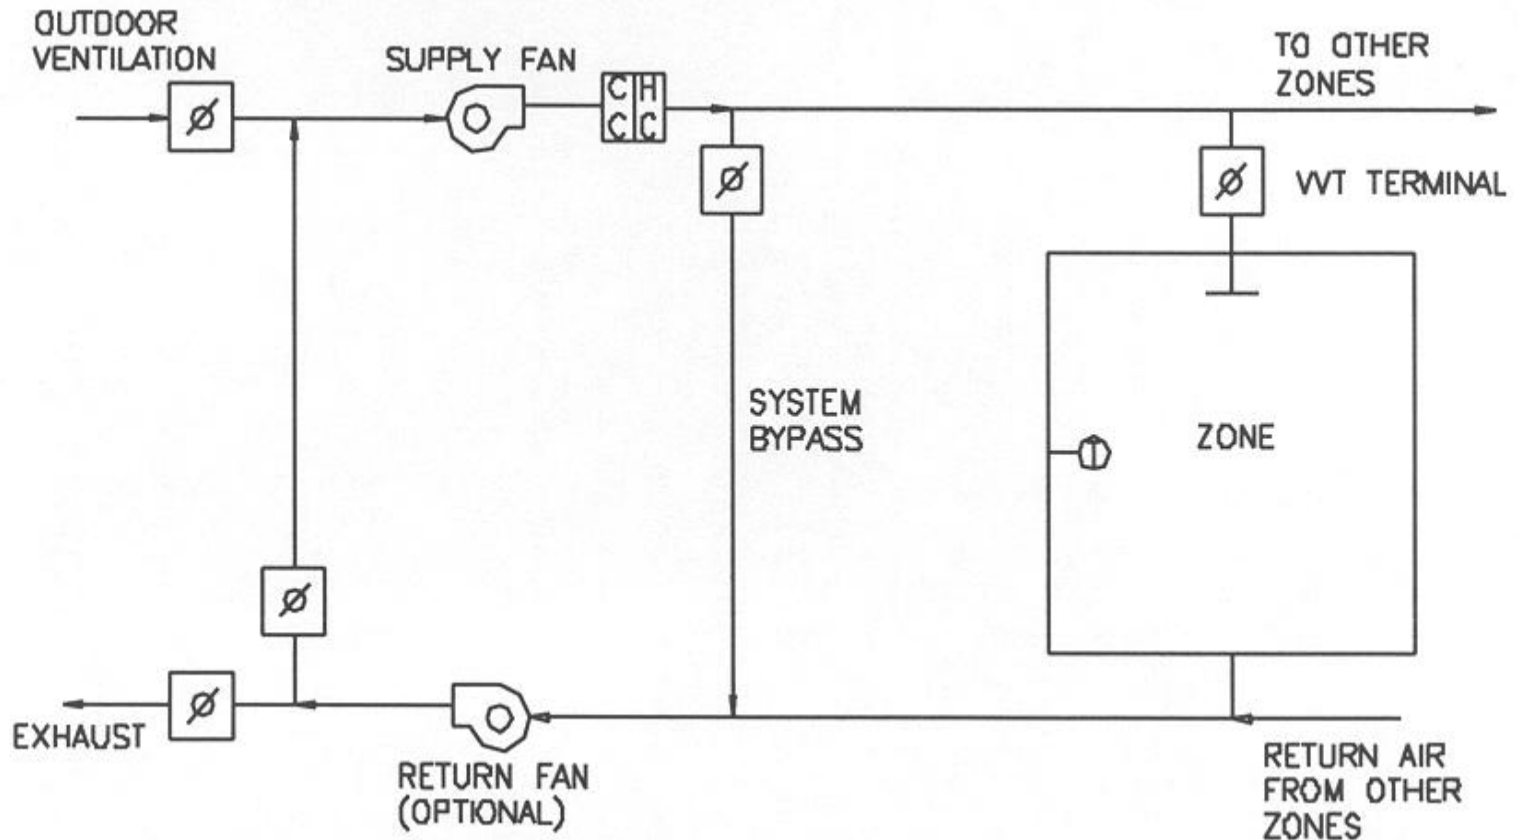 OUTDOOR
VENTILATION
SUPPLY FAN
C H
C C
TO OTHER
ZONES
VVT TERMINAL
SYSTEM
BYPASS
ZONE
T
EXHAUST
RETURN FAN
(OPTIONAL)
RETURN AIR
FROM OTHER
ZONES